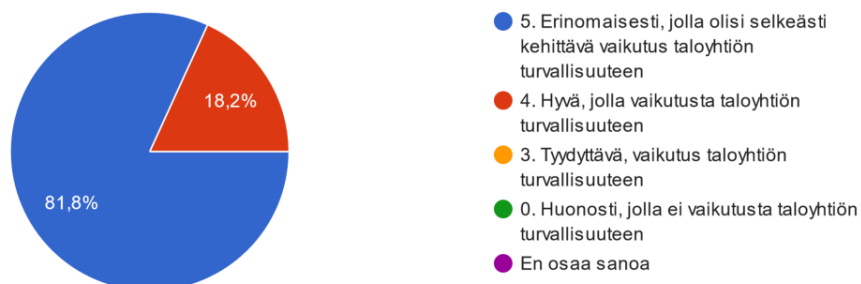 18,2%
81,8%
5. Erinomaisesti, jolla olisi selkeästi
kehittävä vaikutus taloyhtiön
turvallisuuteen
4. Hyvä, jolla vaikutusta taloyhtiön
turvallisuuteen
3. Tyydyttävä, vaikutus taloyhtiön
turvallisuuteen
0. Huonosti, jolla ei vaikutusta taloyhtiön
turvallisuuteen
En osaa sanoa